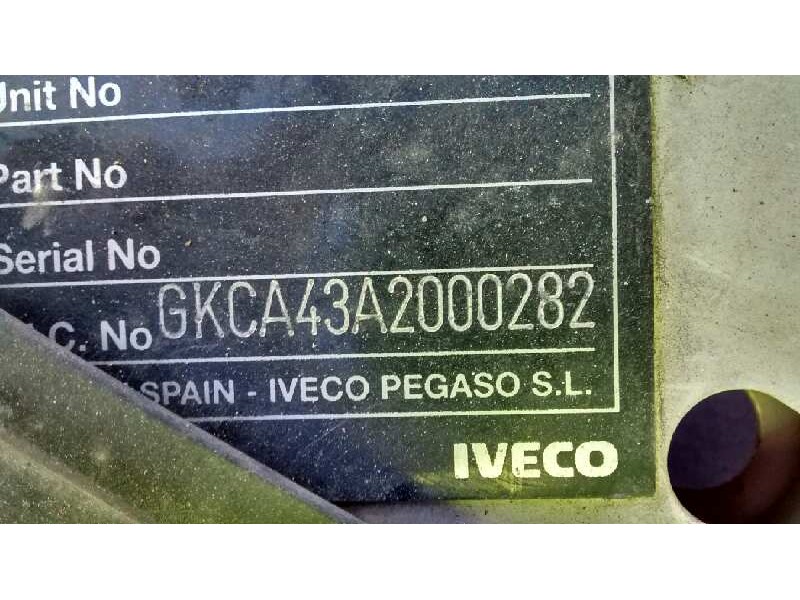 Unit No
Part No
Serial No
C. No GKCA43A2000282
SPAIN - IVECO PEGASO S.L.
IVECO